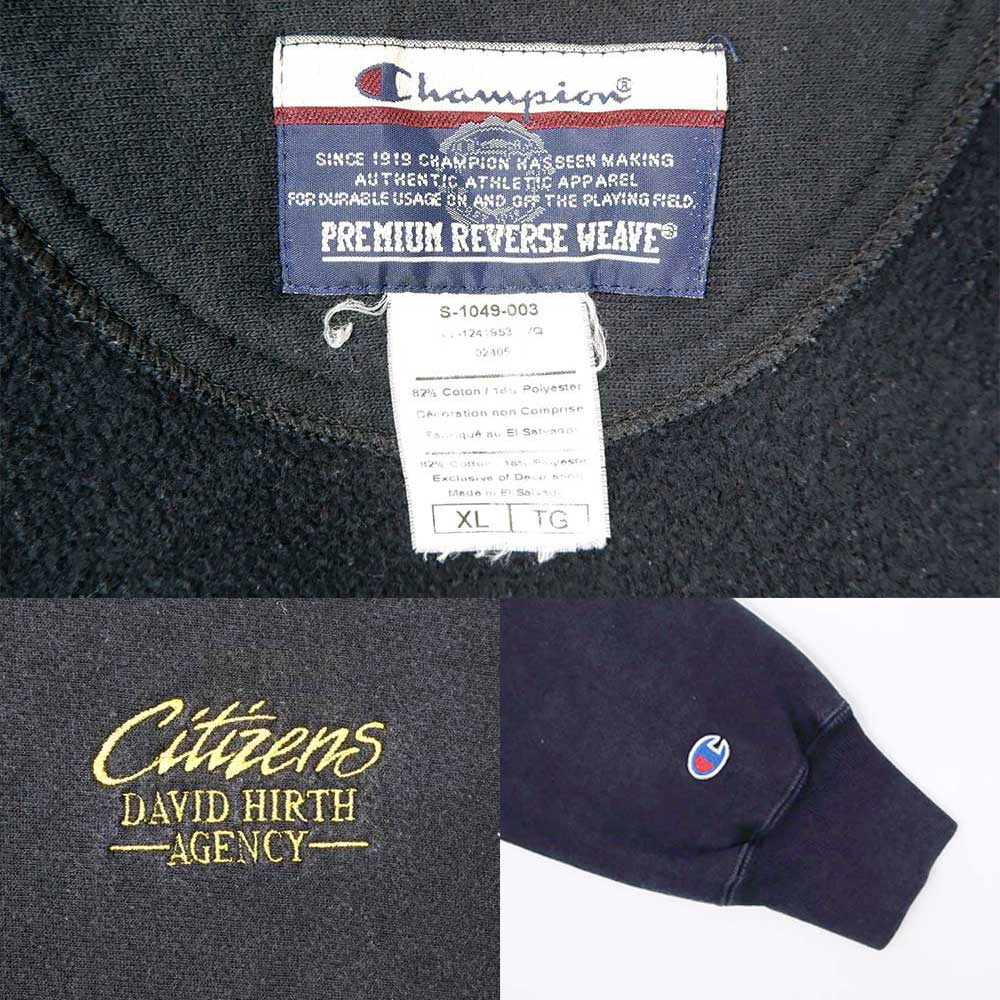 Champion®
SINCE 1919 CHAMPION HAS BEEN MAKING
AUTHENTIC ATHLETIC APPAREL
FOR DURABLE USAGE ON AND OFF THE PLAYING FIELD.
PREMIUM REVERSE WEAVE®
S-1049-003
-1241953 /Q
02405
82% Coton / 18% Polyester
Décoration non Comprise
Fabriqué au El Salvador
82% Cotton 18% Polyester
Exclusive of Decoration
Made in El Salvador
XL TG
Citizens
DAVID HIRTH
AGENCY